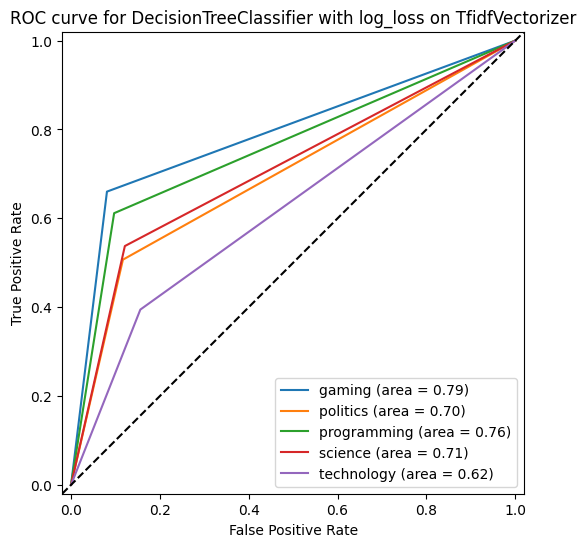 ROC curve for DecisionTreeClassifier with log_loss on TfidfVectorizer
1.0
0.8
0.6
0.4
0.2
0.0
True Positive Rate
gaming (area = 0.79)
politics (area = 0.70)
programming (area = 0.76)
science (area = 0.71)
technology (area = 0.62)
0.0 0.2 0.4 0.6 0.8 1.0
False Positive Rate